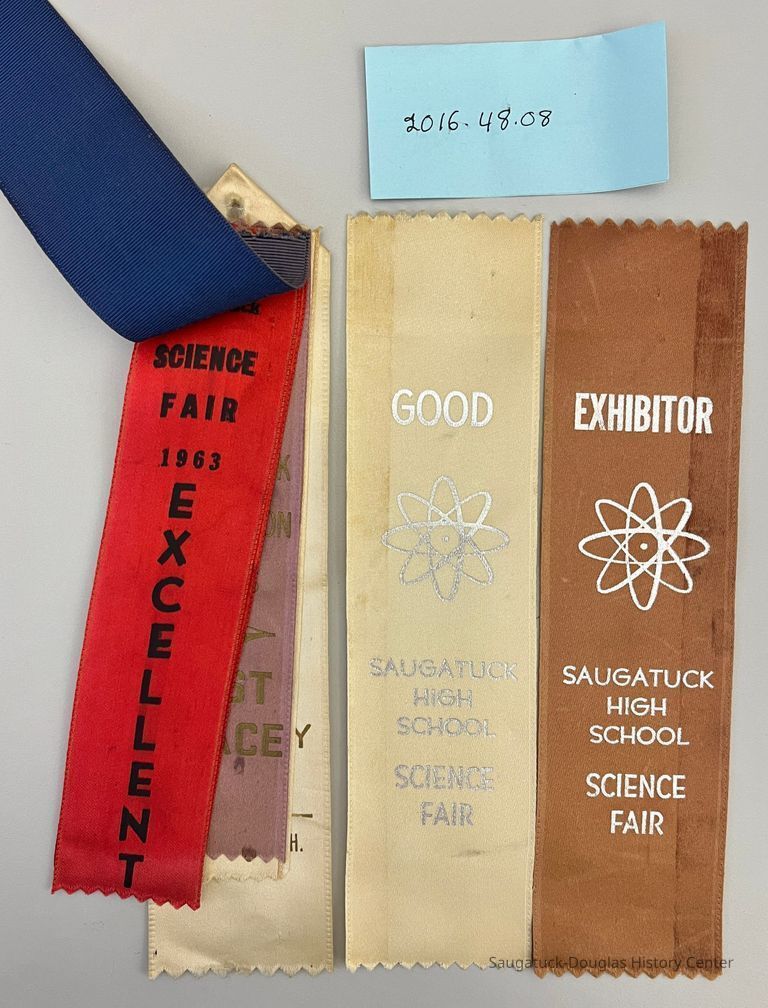 2016.48.08
SCIENCE
FAIR
1963
EXCELLENT
GOOD
SAUGATUCK
HIGH
SCHOOL
SCIENCE
FAIR
EXHIBITOR
SAUGATUCK
HIGH
SCHOOL
SCIENCE
FAIR
Saugatuck-Douglas History Center